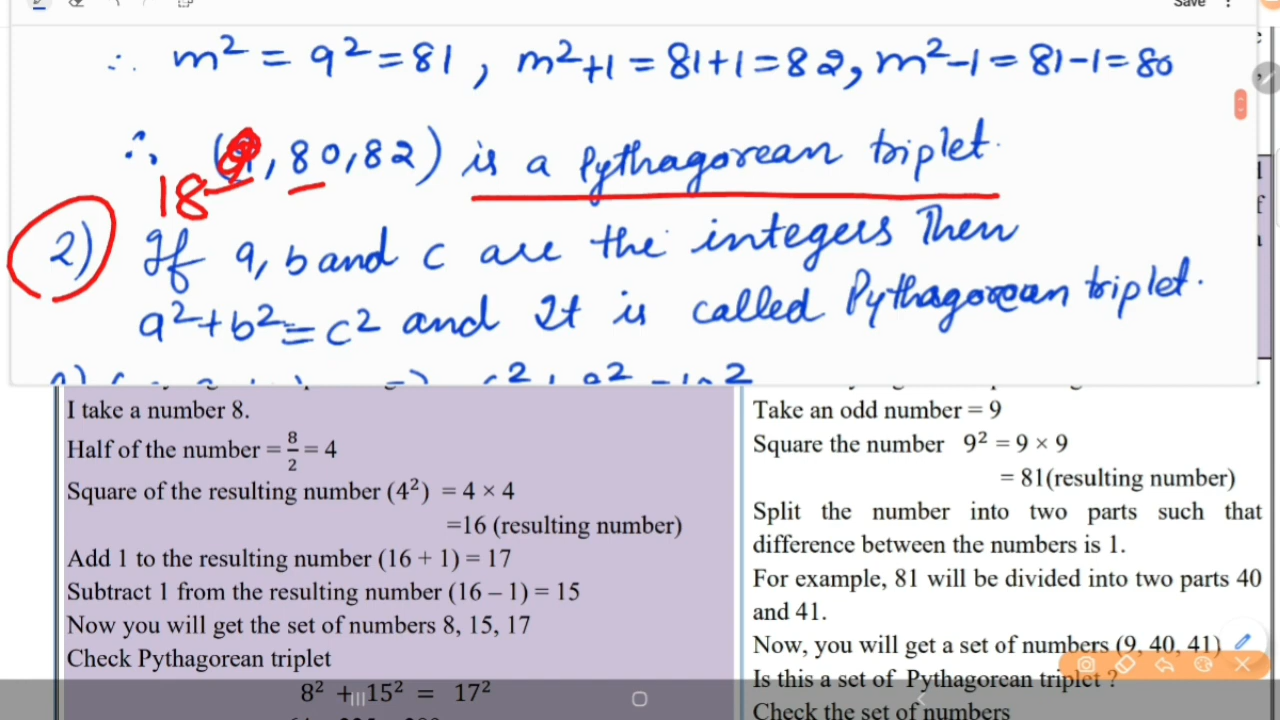 Save
∴ m² = 9² = 81, m²+1 = 81+1 = 82, m²-1 = 81-1 = 80
∴ (9, 80, 82) is a Pythagorean triplet.
18
2) If a, b and c are the integers Then
a²+b² = c² and It is called Pythagorean triplet.
I take a number 8.
Half of the number = 8/2 = 4
Square of the resulting number (4²) = 4 × 4
=16 (resulting number)
Add 1 to the resulting number (16 + 1) = 17
Subtract 1 from the resulting number (16 – 1) = 15
Now you will get the set of numbers 8, 15, 17
Check Pythagorean triplet
8² + 15² = 17²
Take an odd number = 9
Square the number 9² = 9 × 9
= 81(resulting number)
Split the number into two parts such that
difference between the numbers is 1.
For example, 81 will be divided into two parts 40
and 41.
Now, you will get a set of numbers (9, 40, 41)
Is this a set of Pythagorean triplet ?
Check the set of numbers